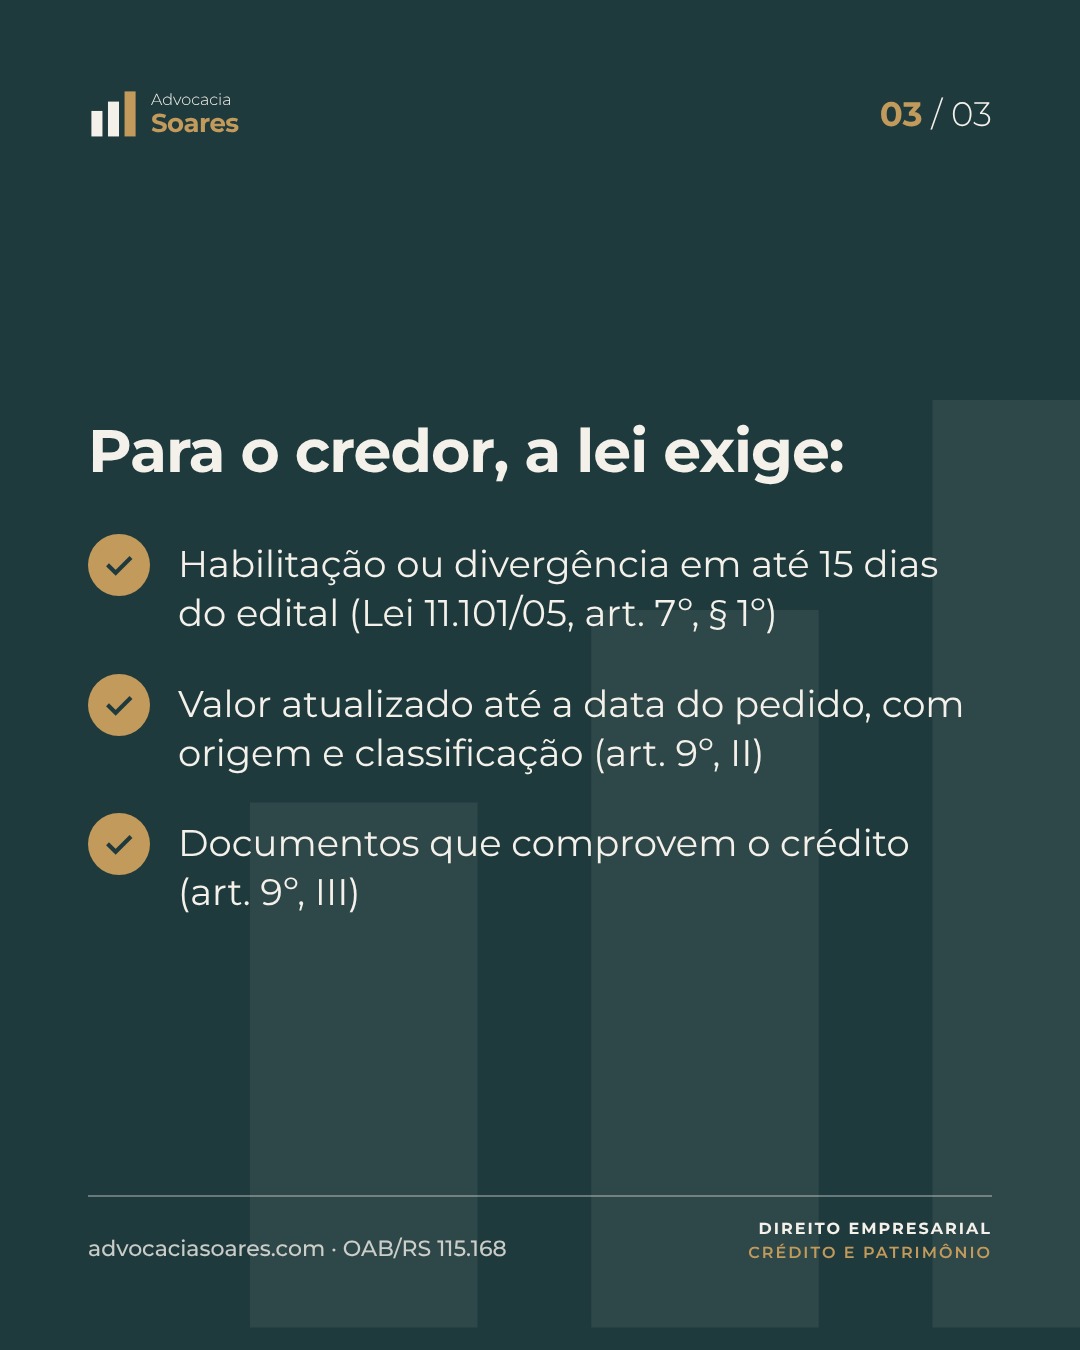 Advocacia
Soares
03 / 03
Para o credor, a lei exige:
Habilitação ou divergência em até 15 dias
do edital (Lei 11.101/05, art. 7º, § 1º)
Valor atualizado até a data do pedido, com
origem e classificação (art. 9º, II)
Documentos que comprovem o crédito
(art. 9º, III)
advocaciasoares.com · OAB/RS 115.168
DIREITO EMPRESARIAL
CRÉDITO E PATRIMÔNIO